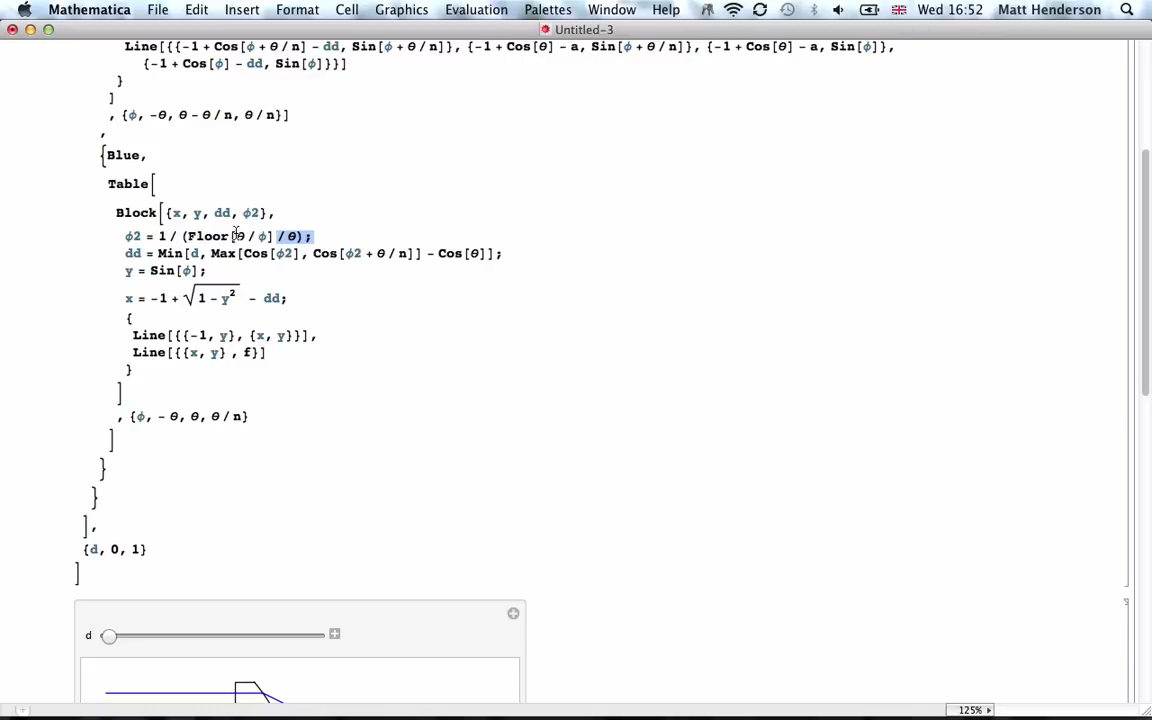 Mathematica File Edit Insert Format Cell Graphics Evaluation Palettes Window Help Wed 16:52 Matt Henderson
Untitled-3
Line[{{-1 + Cos[ϕ + θ / n] - dd, Sin[ϕ + θ / n]}, {-1 + Cos[θ] - a, Sin[ϕ + θ / n]}, {-1 + Cos[θ] - a, Sin[ϕ]},
{-1 + Cos[ϕ] - dd, Sin[ϕ]}}]
}
]
, {ϕ, -θ, θ - θ / n, θ / n}]
,
{Blue,
Table[
Block[{x, y, dd, ϕ2},
ϕ2 = 1 / (Floor[θ / ϕ] / θ);
dd = Min[d, Max[Cos[ϕ2], Cos[ϕ2 + θ / n]] - Cos[θ]];
y = Sin[ϕ];
x = -1 + √1 - y² - dd;
{
Line[{{-1, y}, {x, y}}],
Line[{{x, y} , f}]
}
]
, {ϕ, - θ, θ, θ / n}
]
}
}
],
{d, 0, 1}
]
d
125%